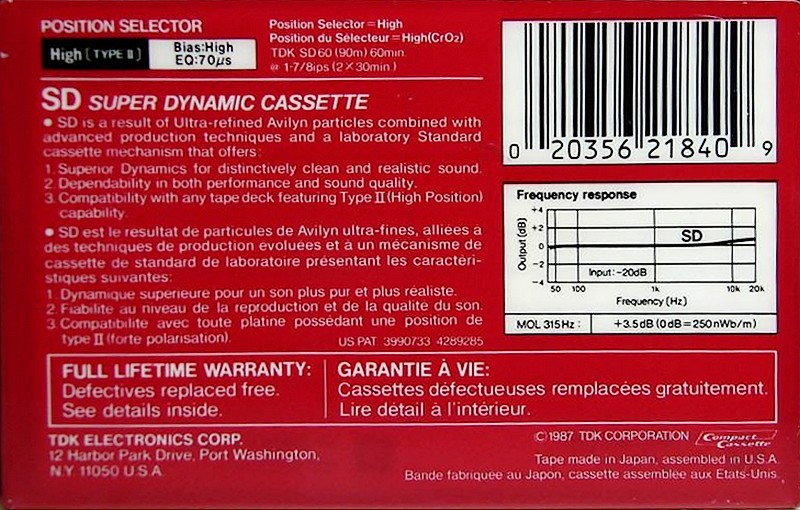 POSITION SELECTOR
High [TYPE II] Bias:High
EQ:70µs
Position Selector=High
Position du Sélecteur=High(CrO2)
TDK SD60 (90m) 60min.
@ 1-7/8ips (2×30min.)
SD SUPER DYNAMIC CASSETTE
● SD is a result of Ultra-refined Avilyn particles combined with
advanced production techniques and a laboratory Standard
cassette mechanism that offers:
1. Superior Dynamics for distinctively clean and realistic sound.
2. Dependability in both performance and sound quality.
3. Compatibility with any tape deck featuring Type II (High Position)
capability.
● SD est le resultat de particules de Avilyn ultra-fines, alliées à
des techniques de production evoluées et à un mécanisme de
cassette de standard de laboratoire présentant les caractéri-
stiques suivantes:
1. Dynamique superieure pour un son plus pur et plus réaliste.
2. Fiabilite au niveau de la reproduction et de la qualité du son.
3. Compatibilite avec toute platine possédant une position de
type II (forte polarisation).
US PAT 3990733 4289285
0 20356 21840 9
Frequency response
Output (dB)
+4
+2
0
-2
-4
SD
Input:-20dB
50 100 1k 10k 20k
Frequency (Hz)
MOL 315Hz: +3.5dB (0dB=250nWb/m)
FULL LIFETIME WARRANTY:
Defectives replaced free.
See details inside.
GARANTIE À VIE:
Cassettes défectueuses remplacées gratuitement.
Lire détail à l'intérieur.
TDK ELECTRONICS CORP.
12 Harbor Park Drive, Port Washington,
N.Y. 11050 U.S.A.
©1987 TDK CORPORATION
Compact
Cassette
Tape made in Japan, assembled in U.S.A.
Bande fabriquée au Japon, cassette assemblée aux Etats-Unis.